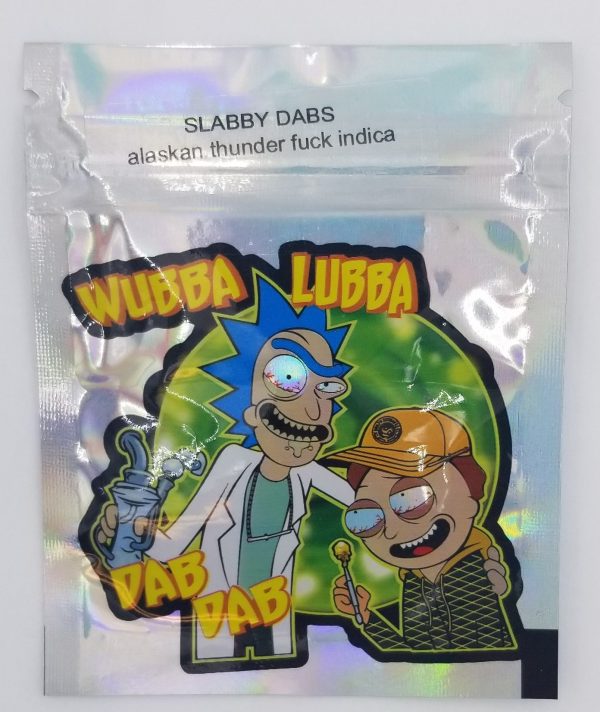 SLABBY DABS
alaskan thunder fuck indica
WUBBA LUBBA
DAB
DAB